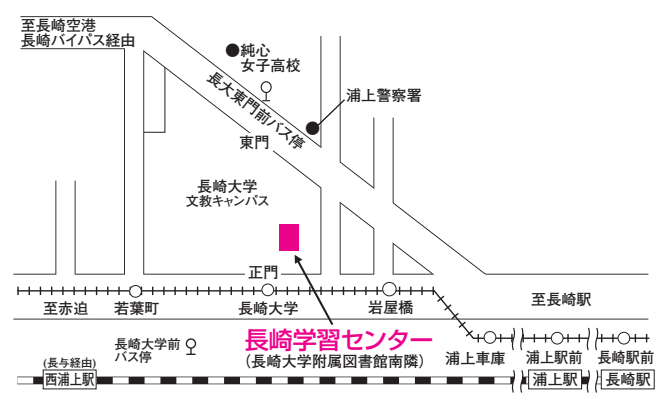 至長崎空港
長崎バイパス経由
純心
女子高校
長大東門前バス停
浦上警察署
東門
長崎大学
文教キャンパス
正門
至赤迫
若葉町
長崎大学
岩屋橋
至長崎駅
長崎学習センター
(長崎大学附属図書館南隣)
長崎大学前
バス停
浦上車庫
浦上駅前
長崎駅前
(長与経由)
西浦上駅
浦上駅
長崎駅